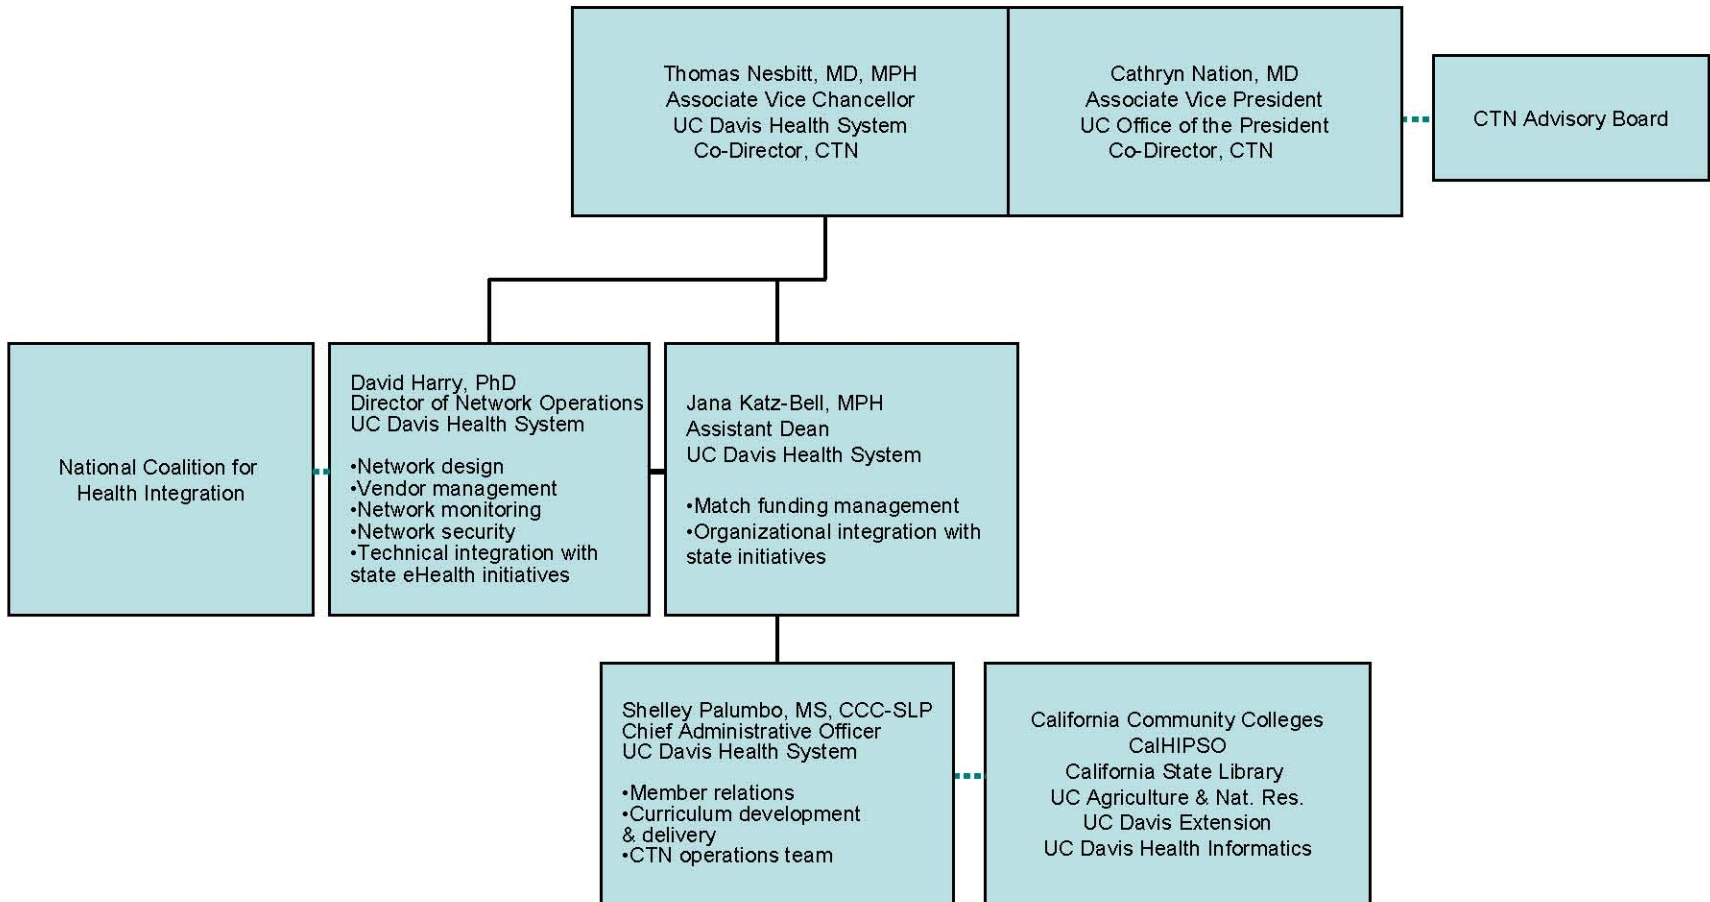 Thomas Nesbitt, MD, MPH
Associate Vice Chancellor
UC Davis Health System
Co-Director, CTN
Cathryn Nation, MD
Associate Vice President
UC Office of the President
Co-Director, CTN
CTN Advisory Board
National Coalition for
Health Integration
David Harry, PhD
Director of Network Operations
UC Davis Health System
•Network design
•Vendor management
•Network monitoring
•Network security
•Technical integration with
state eHealth initiatives
Jana Katz-Bell, MPH
Assistant Dean
UC Davis Health System
•Match funding management
•Organizational integration with
state initiatives
Shelley Palumbo, MS, CCC-SLP
Chief Administrative Officer
UC Davis Health System
•Member relations
•Curriculum development
& delivery
•CTN operations team
California Community Colleges
CalHIPSO
California State Library
UC Agriculture & Nat. Res.
UC Davis Extension
UC Davis Health Informatics